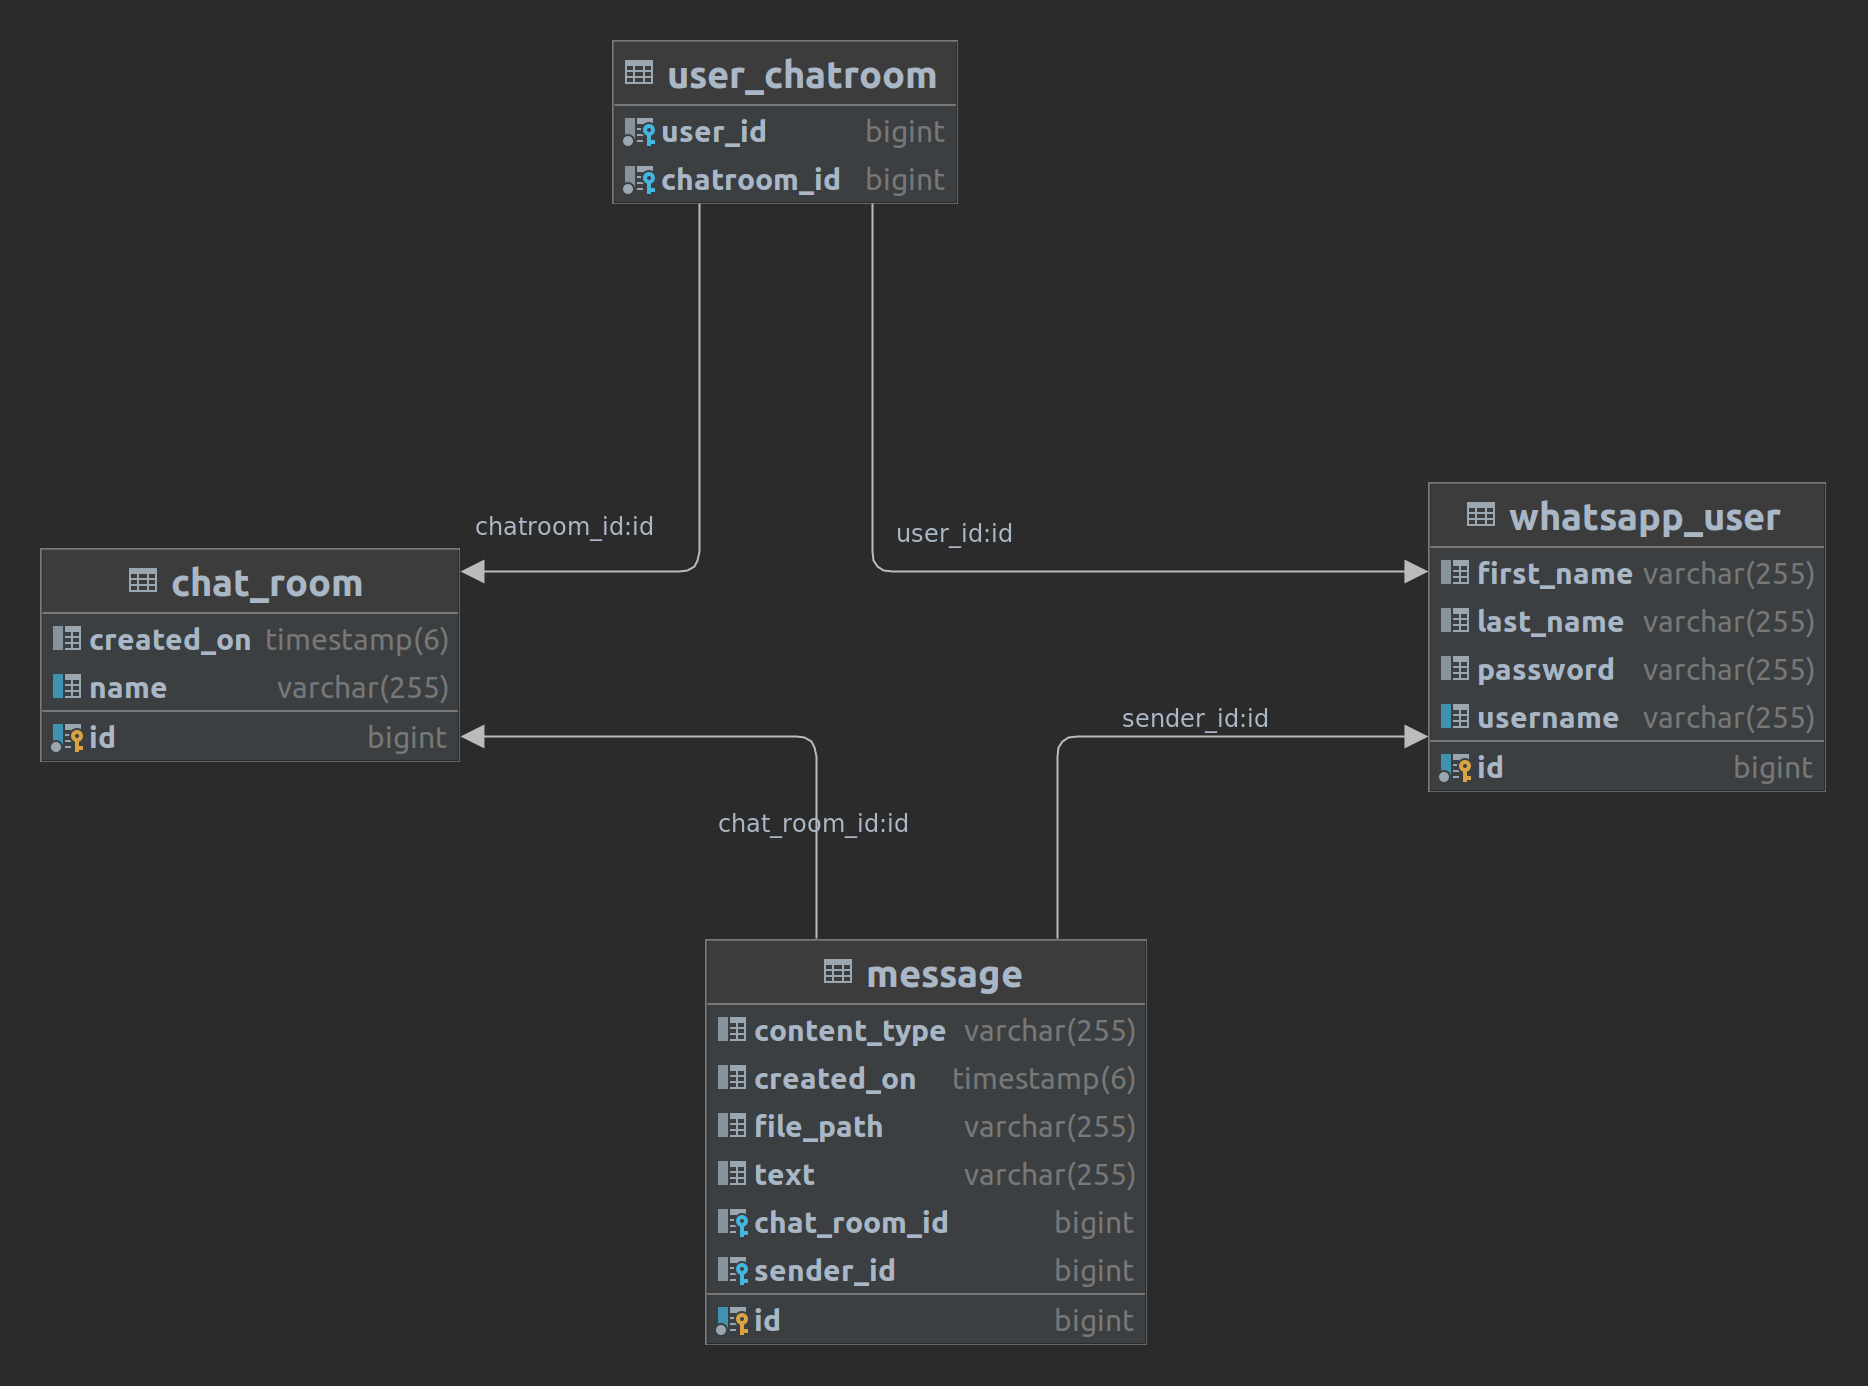 user_chatroom
user_id bigint
chatroom_id bigint
chatroom_id:id
user_id:id
chat_room
created_on timestamp(6)
name varchar(255)
id bigint
whatsapp_user
first_name varchar(255)
last_name varchar(255)
password varchar(255)
username varchar(255)
id bigint
sender_id:id
chat_room_id:id
message
content_type varchar(255)
created_on timestamp(6)
file_path varchar(255)
text varchar(255)
chat_room_id bigint
sender_id bigint
id bigint